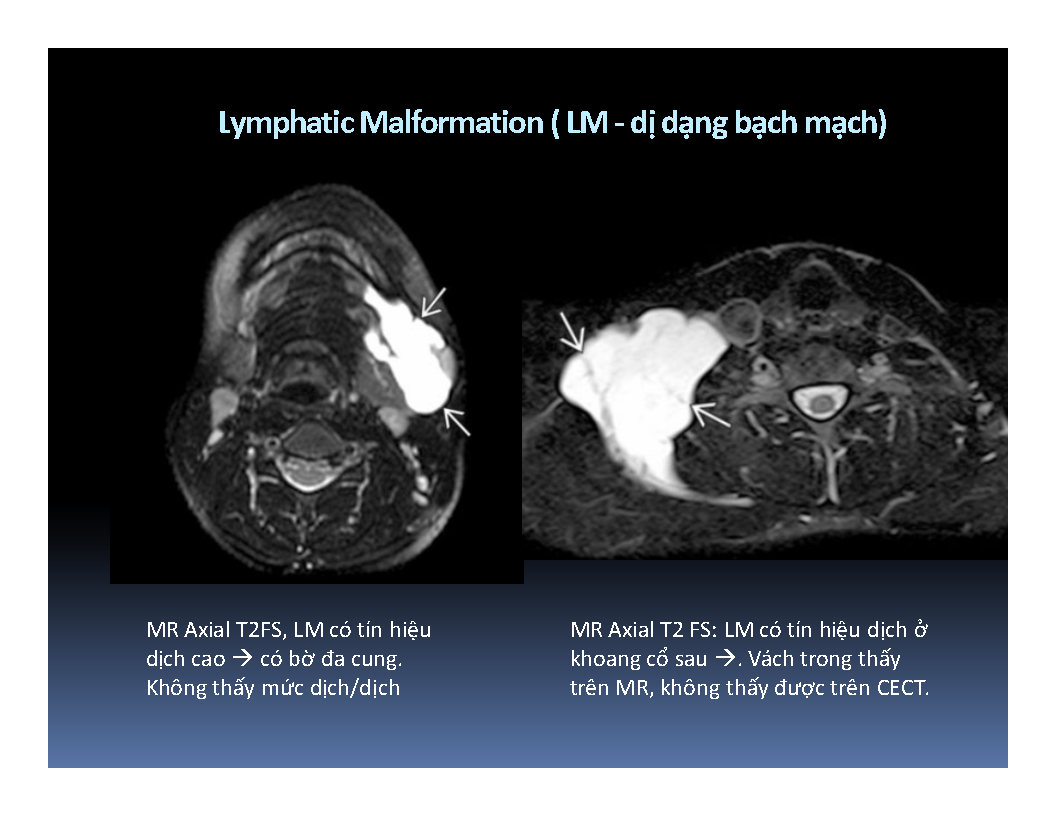 Lymphatic Malformation ( LM - dị dạng bạch mạch)
MR Axial T2FS, LM có tín hiệu
dịch cao → có bờ đa cung.
Không thấy mức dịch/dịch
MR Axial T2 FS: LM có tín hiệu dịch ở
khoang cổ sau →. Vách trong thấy
trên MR, không thấy được trên CECT.